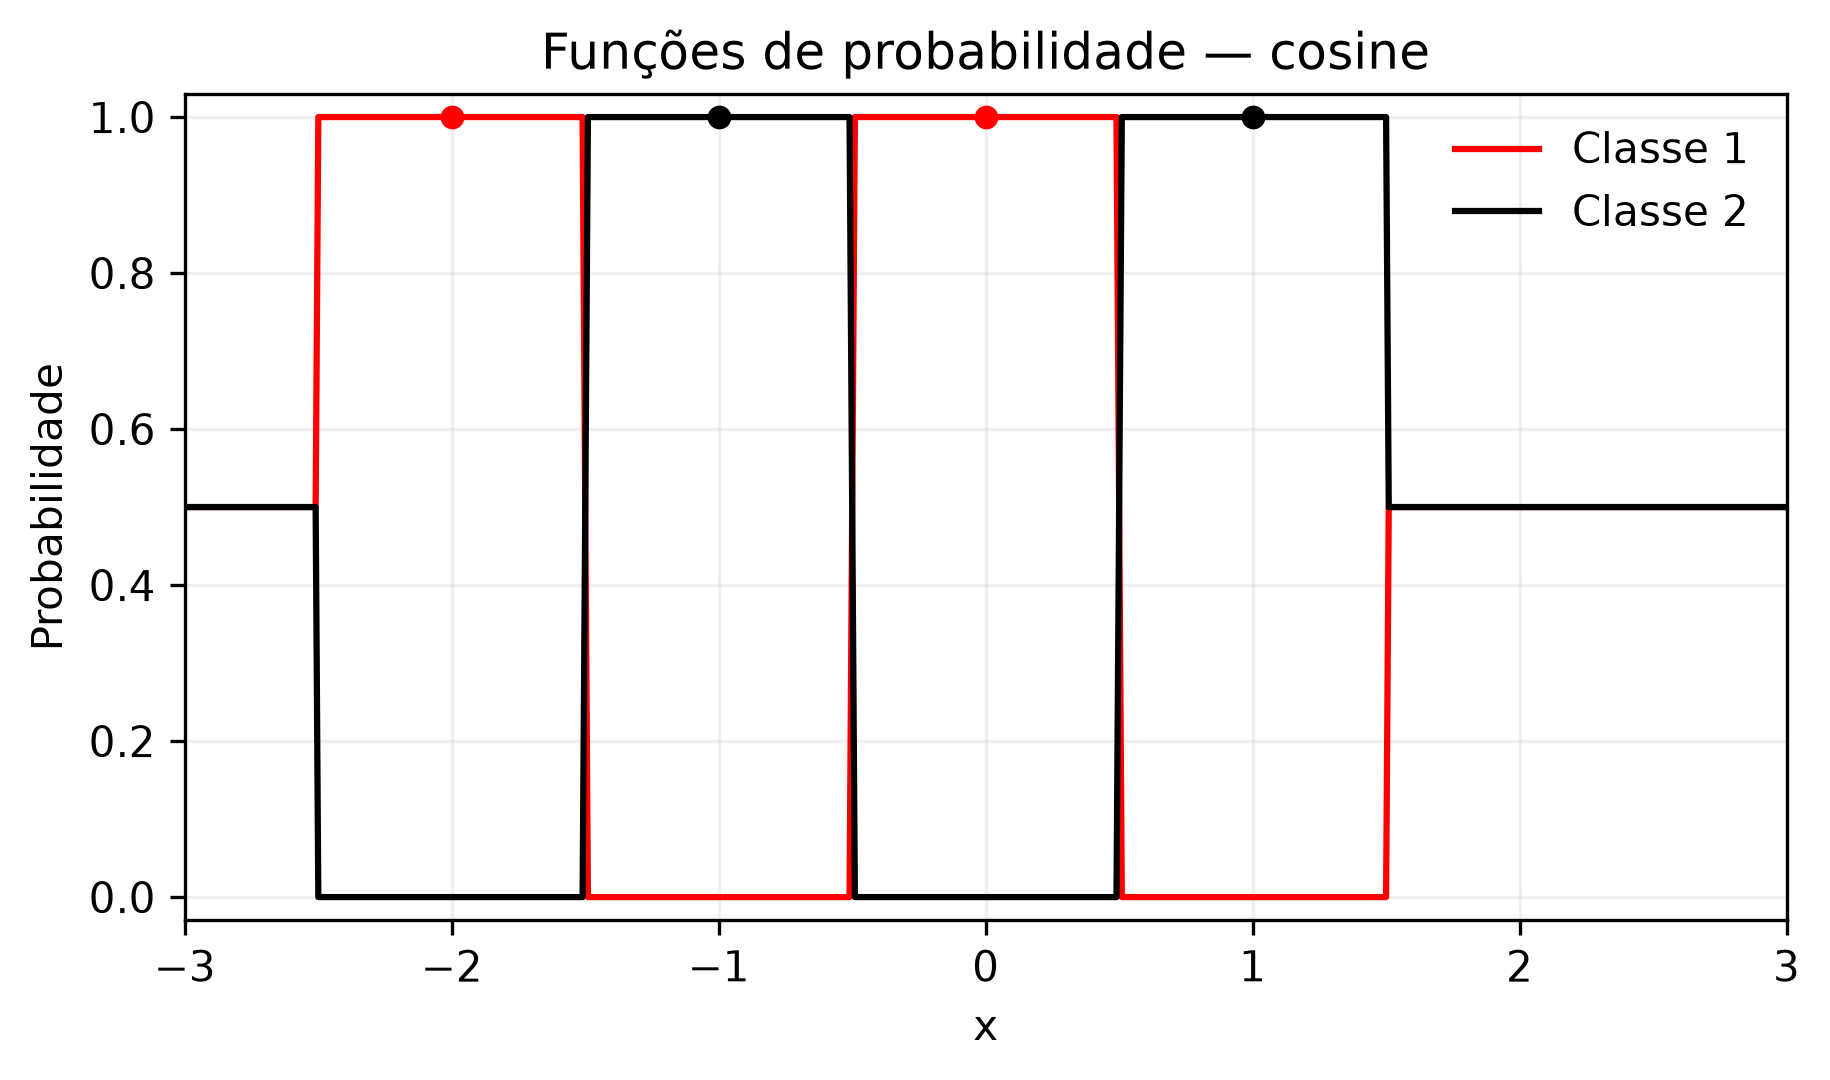 Funções de probabilidade — cosine
Classe 1
Classe 2
Probabilidade
1.0
0.8
0.6
0.4
0.2
0.0
−3 −2 −1 0 1 2 3
x